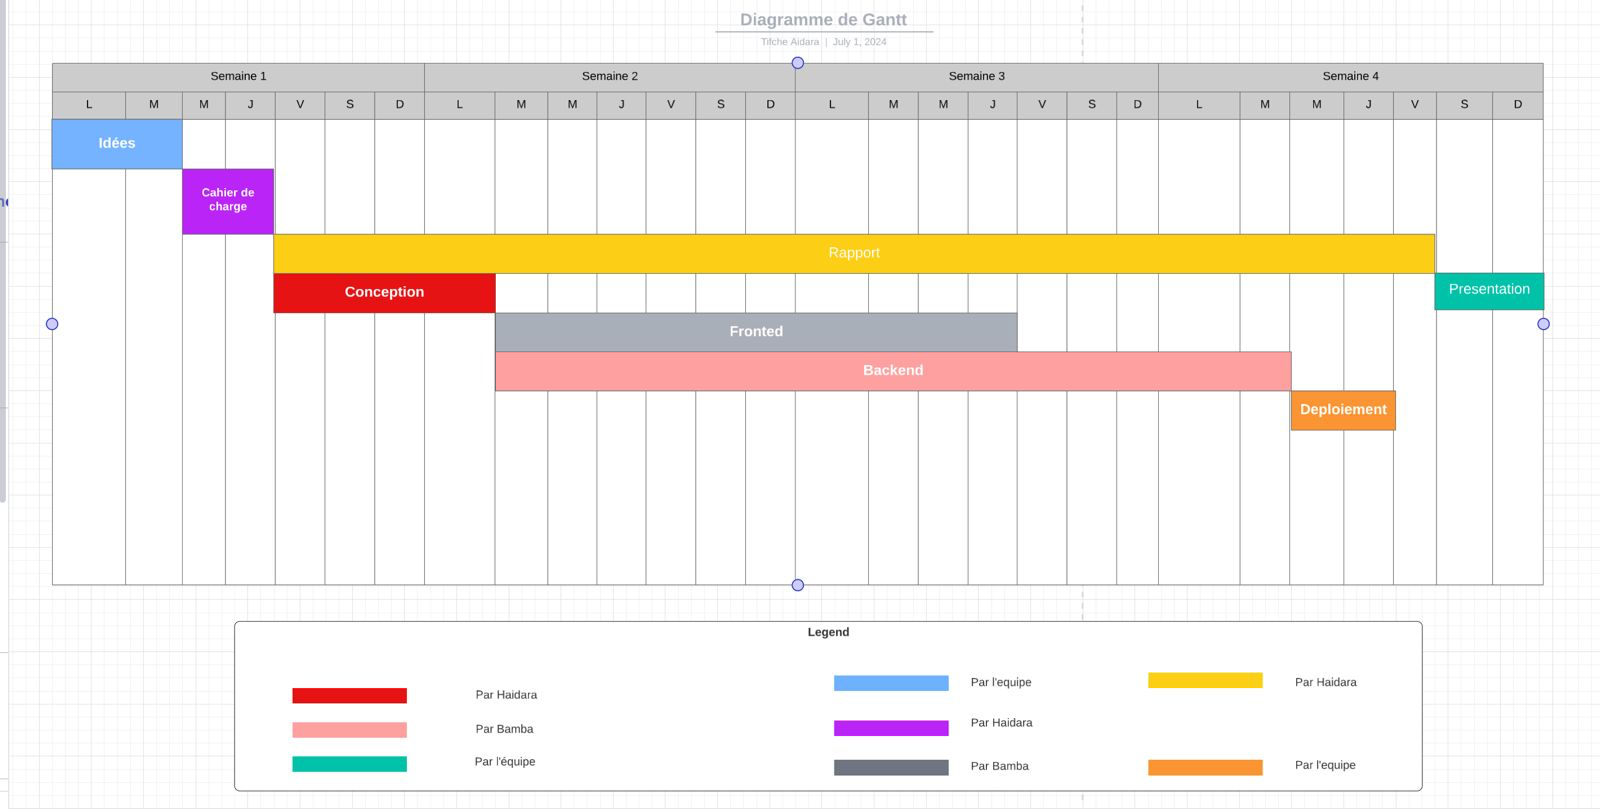 Diagramme de Gantt
Tifche Aidara | July 1, 2024
Semaine 1 Semaine 2 Semaine 3 Semaine 4
L M M J V S D L M M J V S D L M M J V S D L M M J V S D
Idées
Cahier de
charge
Rapport
Conception
Presentation
Fronted
Backend
Deploiement
Legend
Par Haidara
Par Bamba
Par l'équipe
Par l'equipe
Par Haidara
Par Bamba
Par Haidara
Par l'equipe